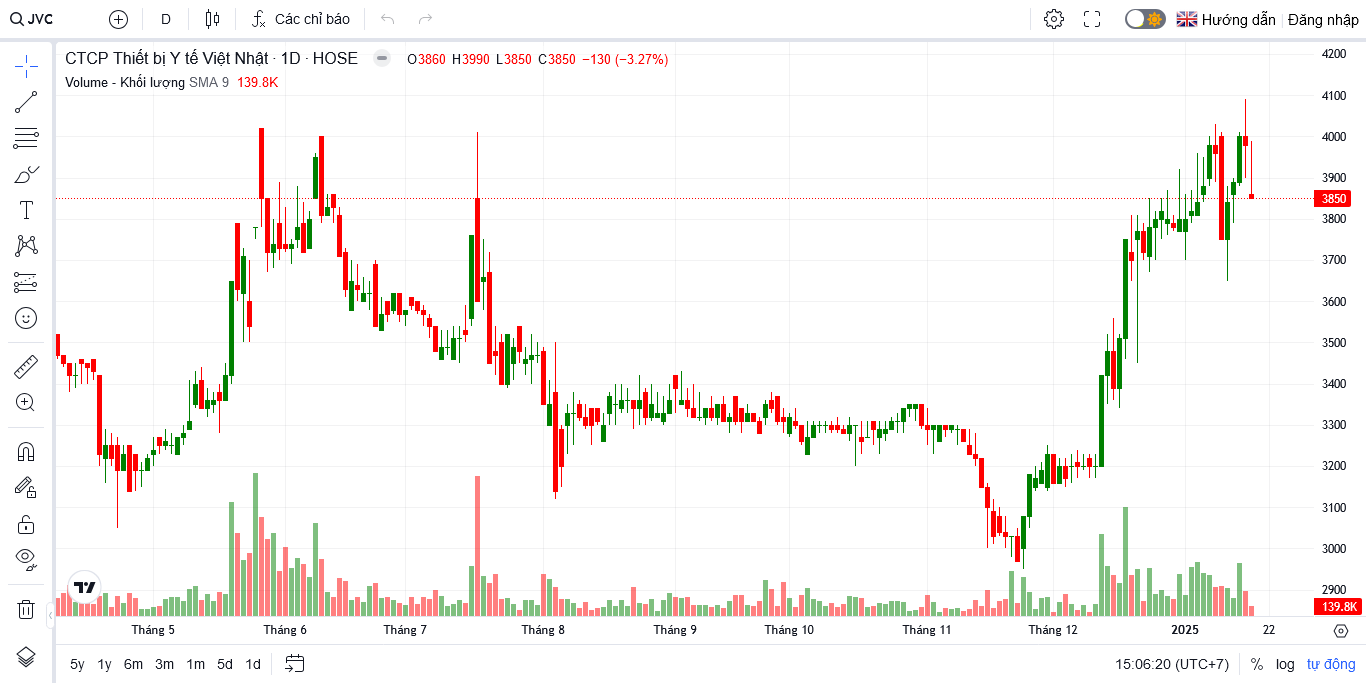 JVC D Các chỉ báo Hướng dẫn Đăng nhập
CTCP Thiết bị Y tế Việt Nhật · 1D · HOSE O3860 H3990 L3850 C3850 −130 (−3.27%)
Volume - Khối lượng SMA 9 139.8K
4200
4100
4000
3900
3850
3800
3700
3600
3500
3400
3300
3200
3100
3000
2900
139.8K
Tháng 5 Tháng 6 Tháng 7 Tháng 8 Tháng 9 Tháng 10 Tháng 11 Tháng 12 2025 22
5y 1y 6m 3m 1m 5d 1d 15:06:20 (UTC+7) % log tự động